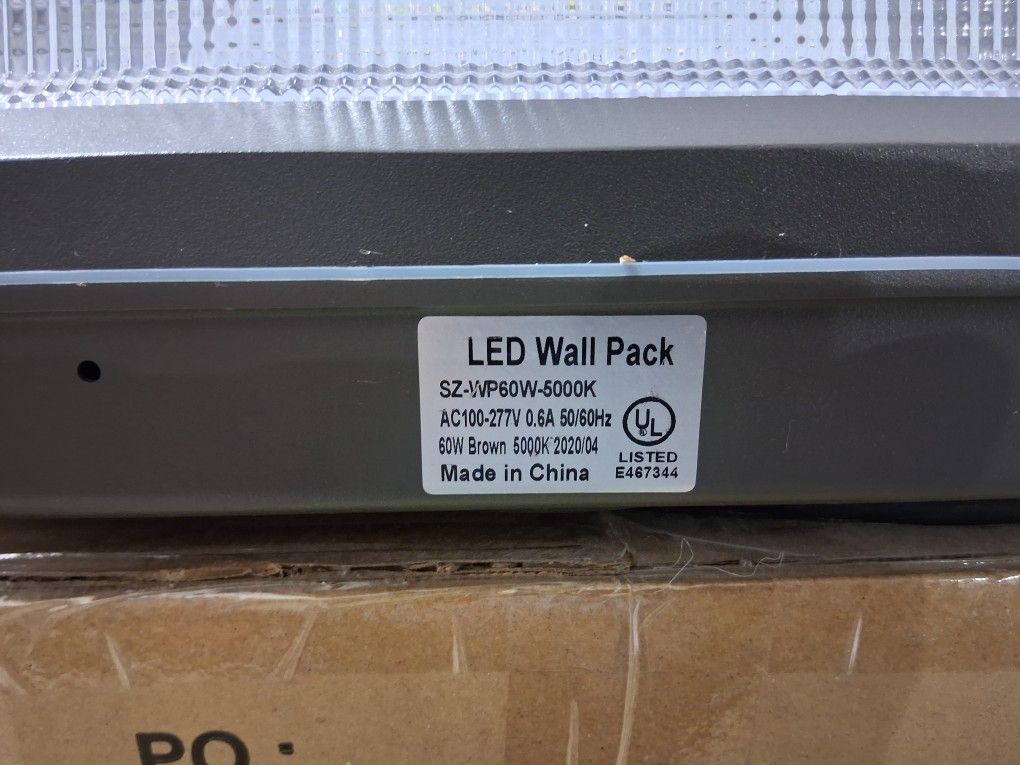 LED Wall Pack
SZ-WP60W-5000K
AC100-277V 0.6A 50/60Hz
60W Brown 5000K 2020/04
Made in China
UL
®
LISTED
E467344
PO: